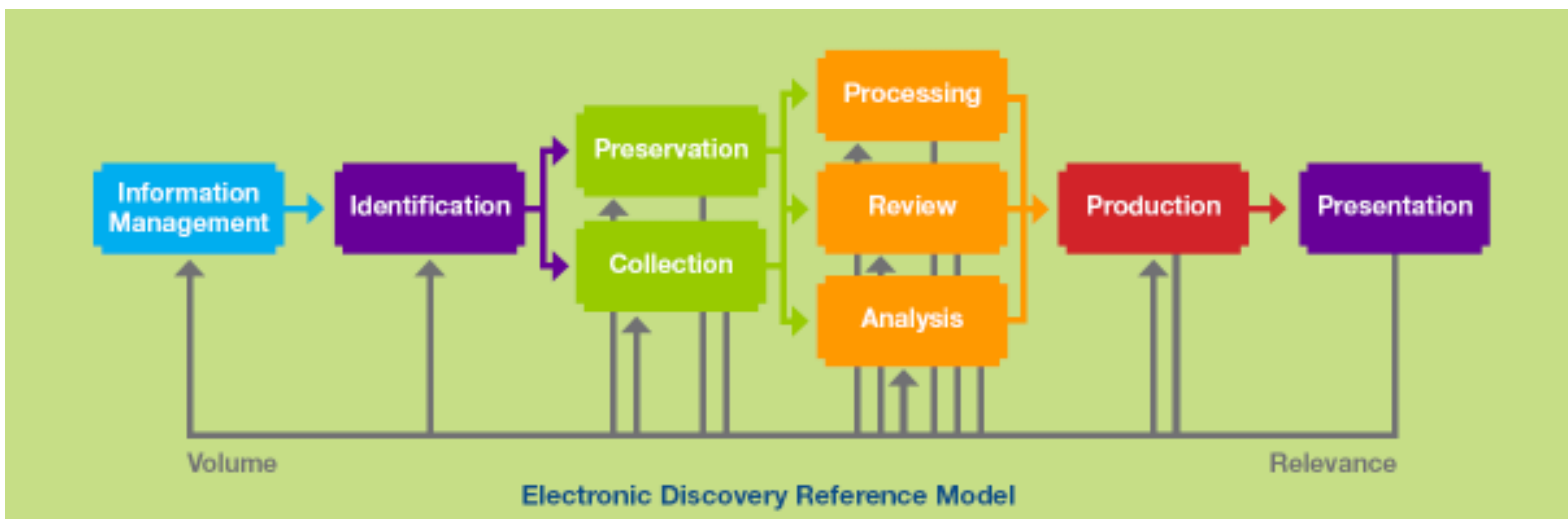 Information
Management
Identification
Preservation
Collection
Processing
Review
Analysis
Production
Presentation
Volume
Relevance
Electronic Discovery Reference Model